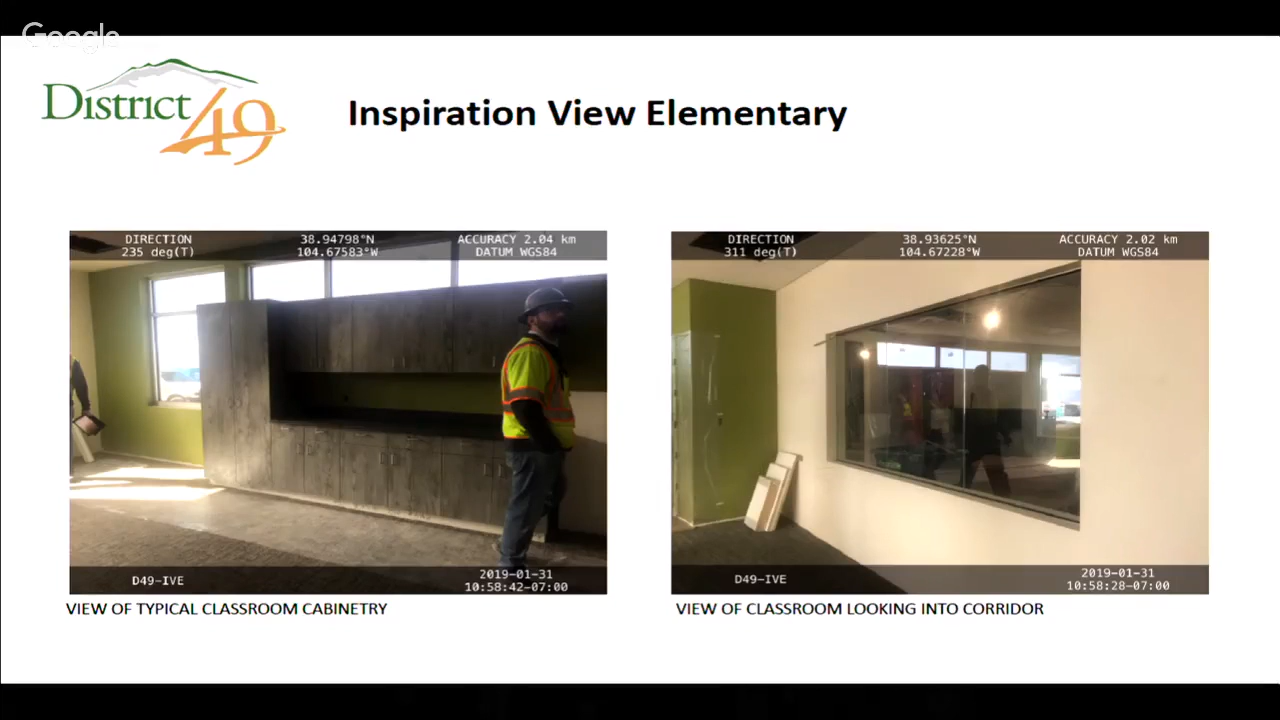 Google
District
49
Inspiration View Elementary
DIRECTION
235 deg(T)
38.94798°N
104.67583°W
ACCURACY 2.04 km
DATUM WGS84
D49-IVE
2019-01-31
10:58:42-07:00
VIEW OF TYPICAL CLASSROOM CABINETRY
DIRECTION
311 deg(T)
38.93625°N
104.67228°W
ACCURACY 2.02 km
DATUM WGS84
D49-IVE
2019-01-31
10:58:28-07:00
VIEW OF CLASSROOM LOOKING INTO CORRIDOR